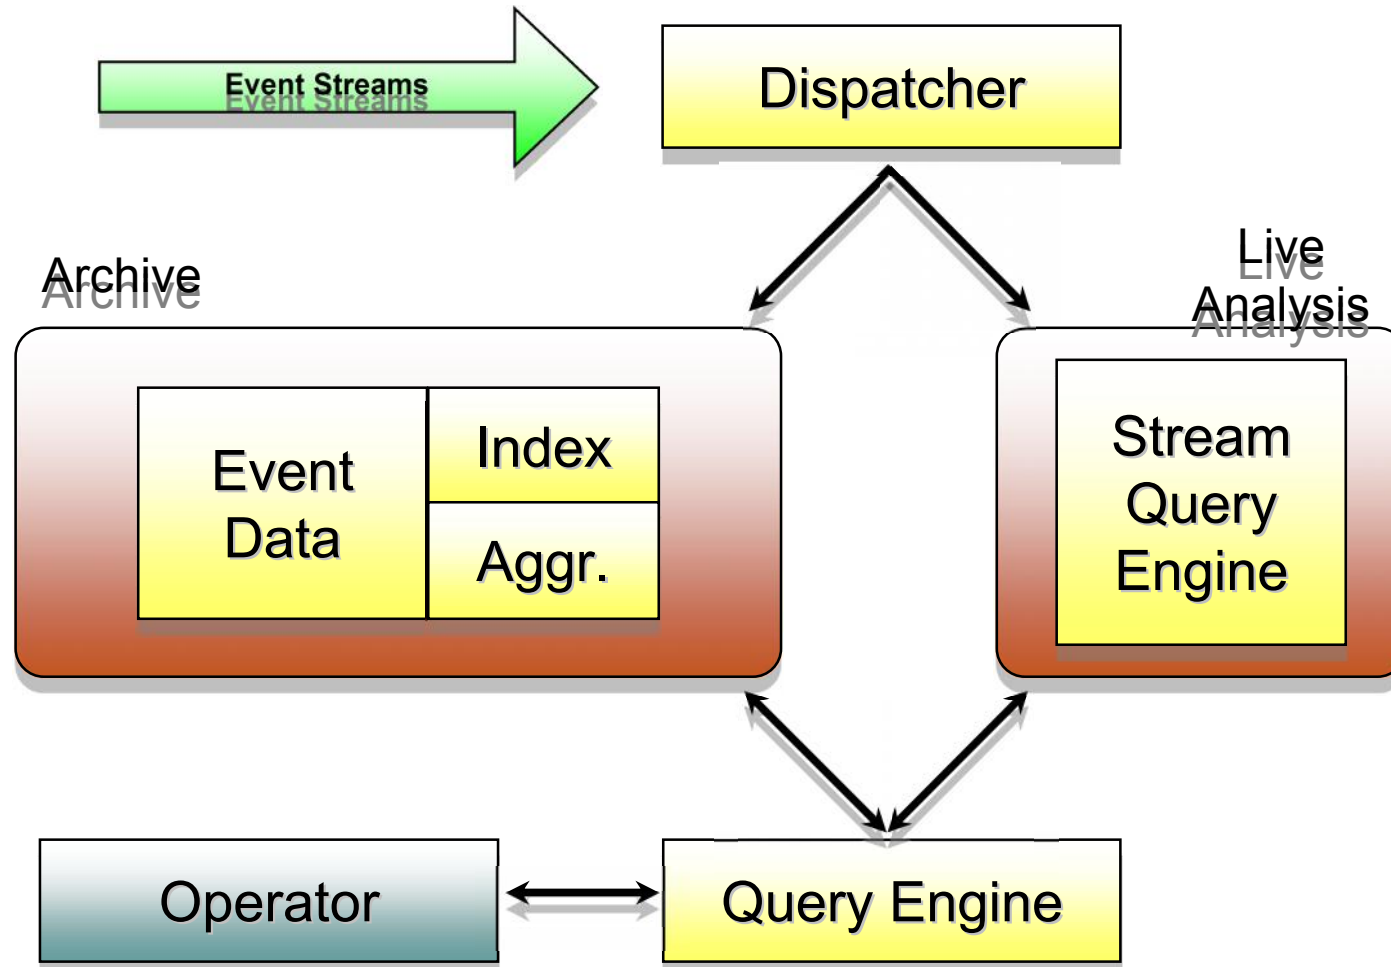 Event Streams
Dispatcher
Archive
Live
Analysis
Event
Data
Index
Aggr.
Stream
Query
Engine
Operator
Query Engine